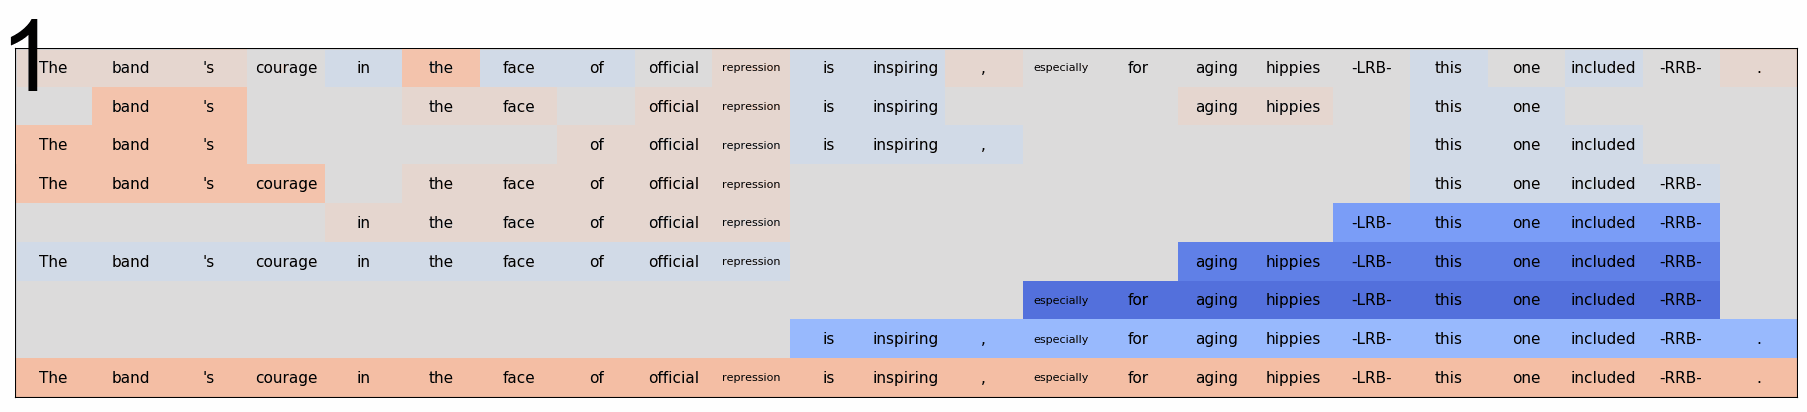 1
The band 's courage in the face of official repression is inspiring , especially for aging hippies -LRB- this one included -RRB- .
band 's the face official repression is inspiring aging hippies this one
The band 's of official repression is inspiring , this one included
The band 's courage the face of official repression this one included -RRB-
in the face of official repression -LRB- this one included -RRB-
The band 's courage in the face of official repression aging hippies -LRB- this one included -RRB-
especially for aging hippies -LRB- this one included -RRB-
is inspiring , especially for aging hippies -LRB- this one included -RRB- .
The band 's courage in the face of official repression is inspiring , especially for aging hippies -LRB- this one included -RRB- .